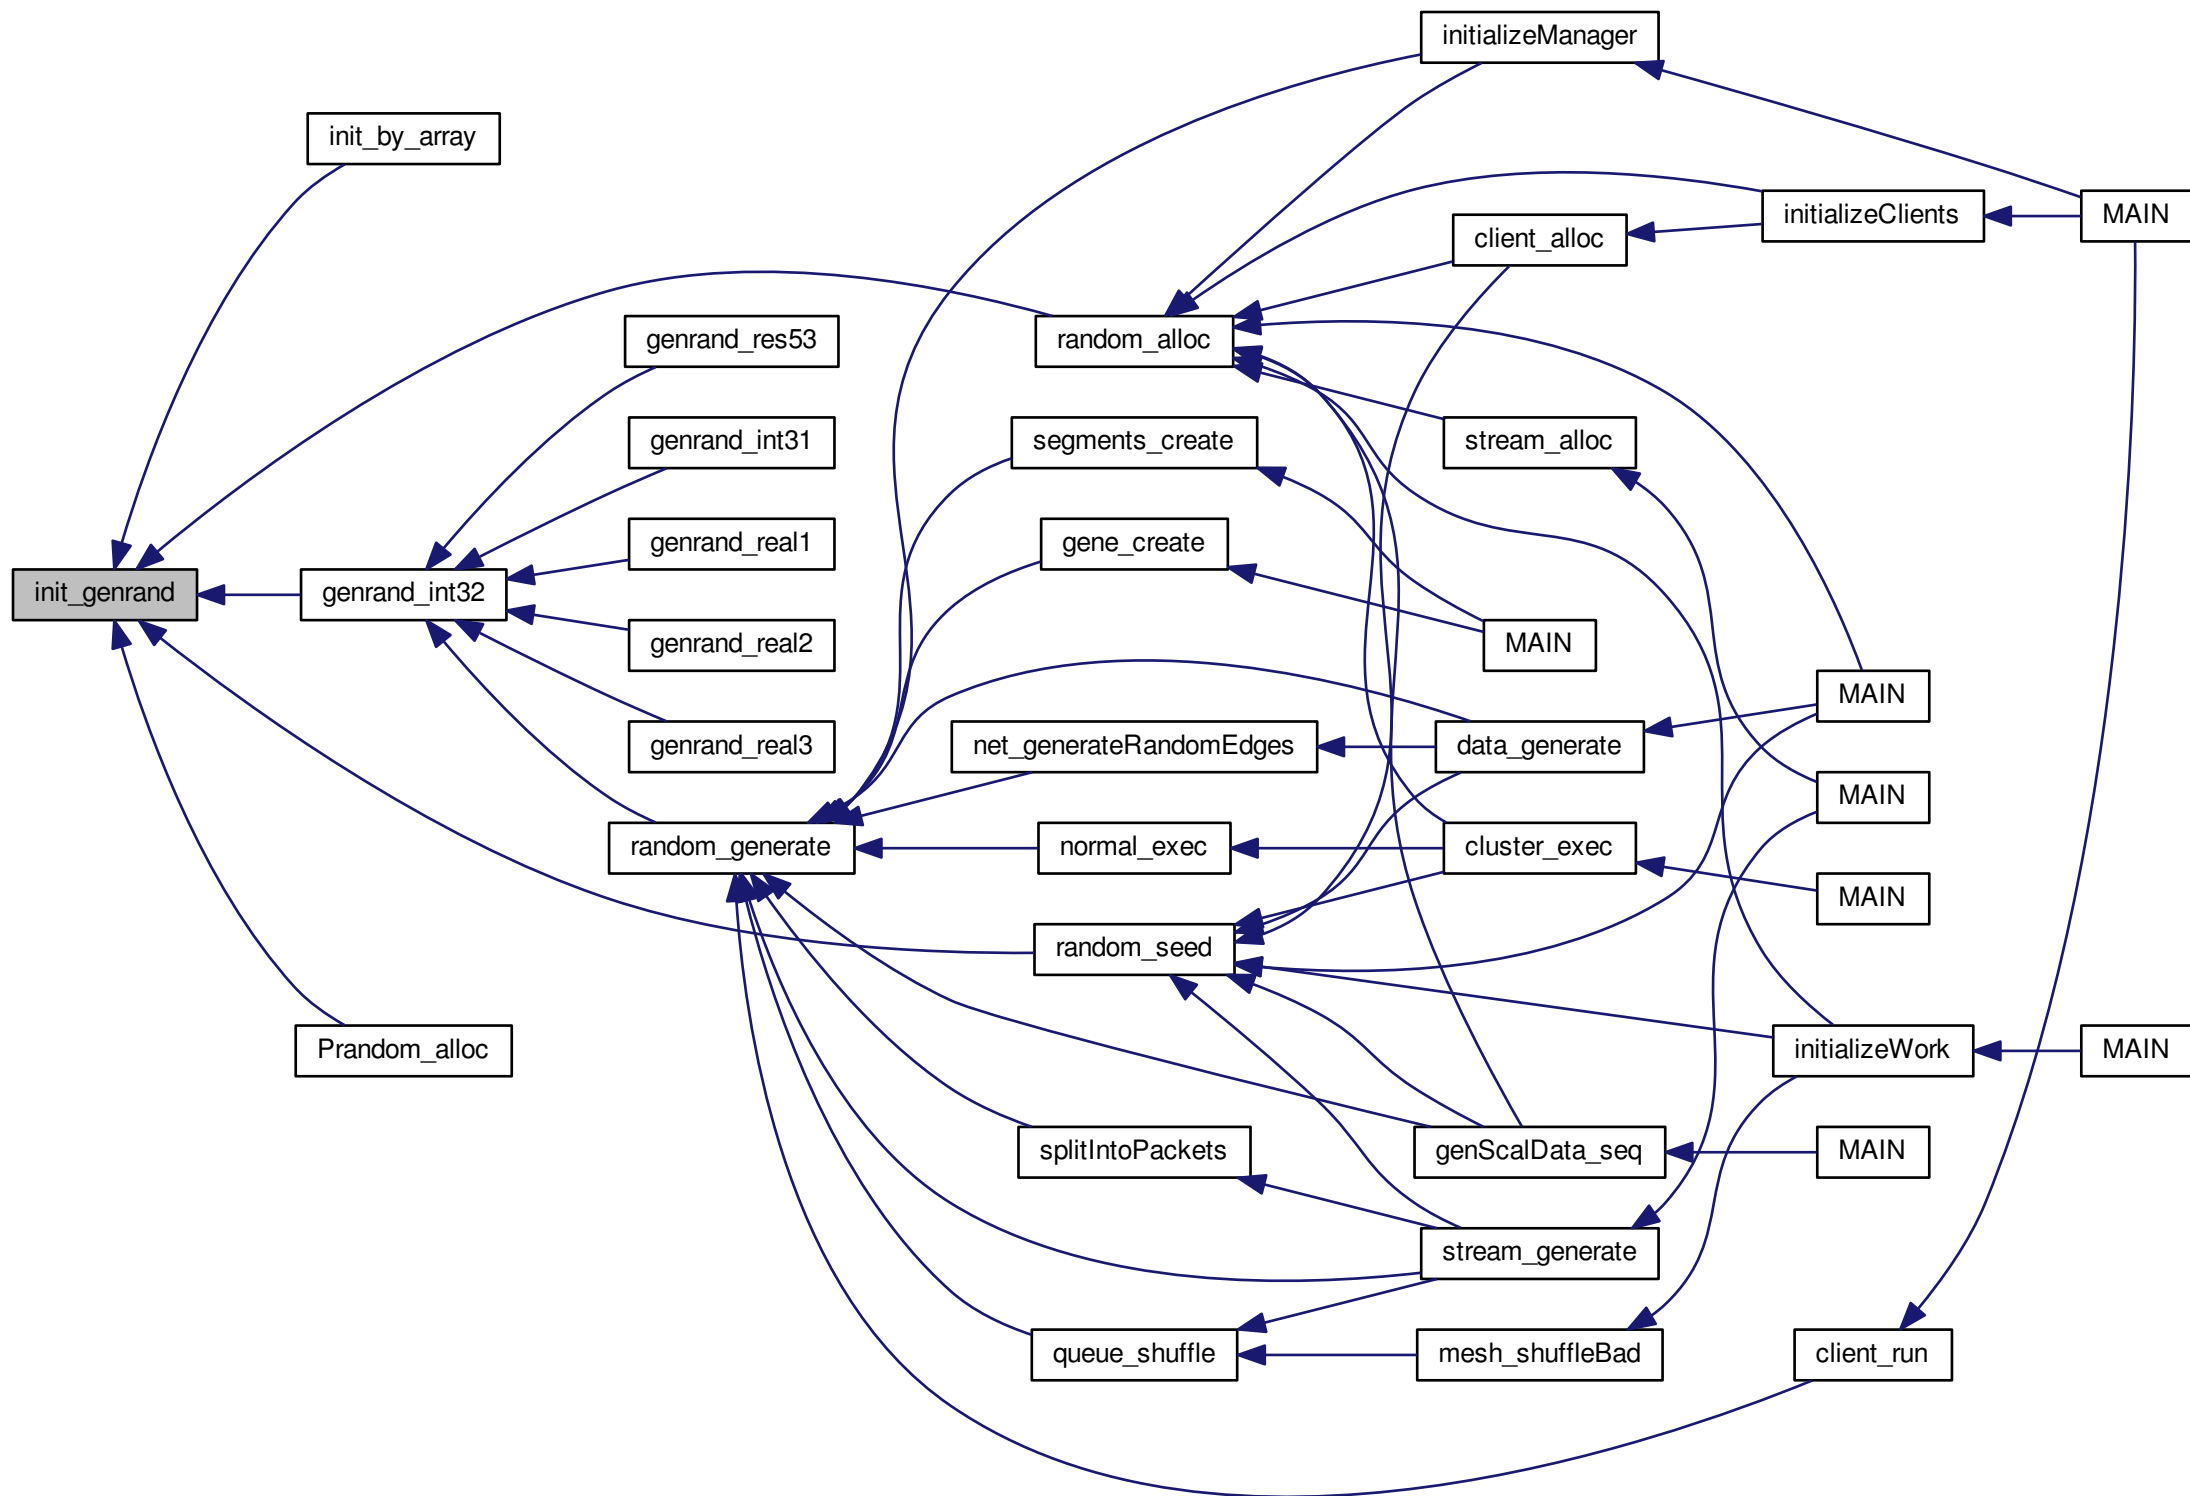 initializeManager
init_by_array
initializeClients
MAIN
client_alloc
genrand_res53
random_alloc
genrand_int31
segments_create
stream_alloc
genrand_real1
gene_create
init_genrand
genrand_int32
genrand_real2
MAIN
MAIN
genrand_real3
net_generateRandomEdges
data_generate
MAIN
random_generate
normal_exec
cluster_exec
MAIN
random_seed
Prandom_alloc
initializeWork
MAIN
splitIntoPackets
genScalData_seq
MAIN
stream_generate
queue_shuffle
mesh_shuffleBad
client_run